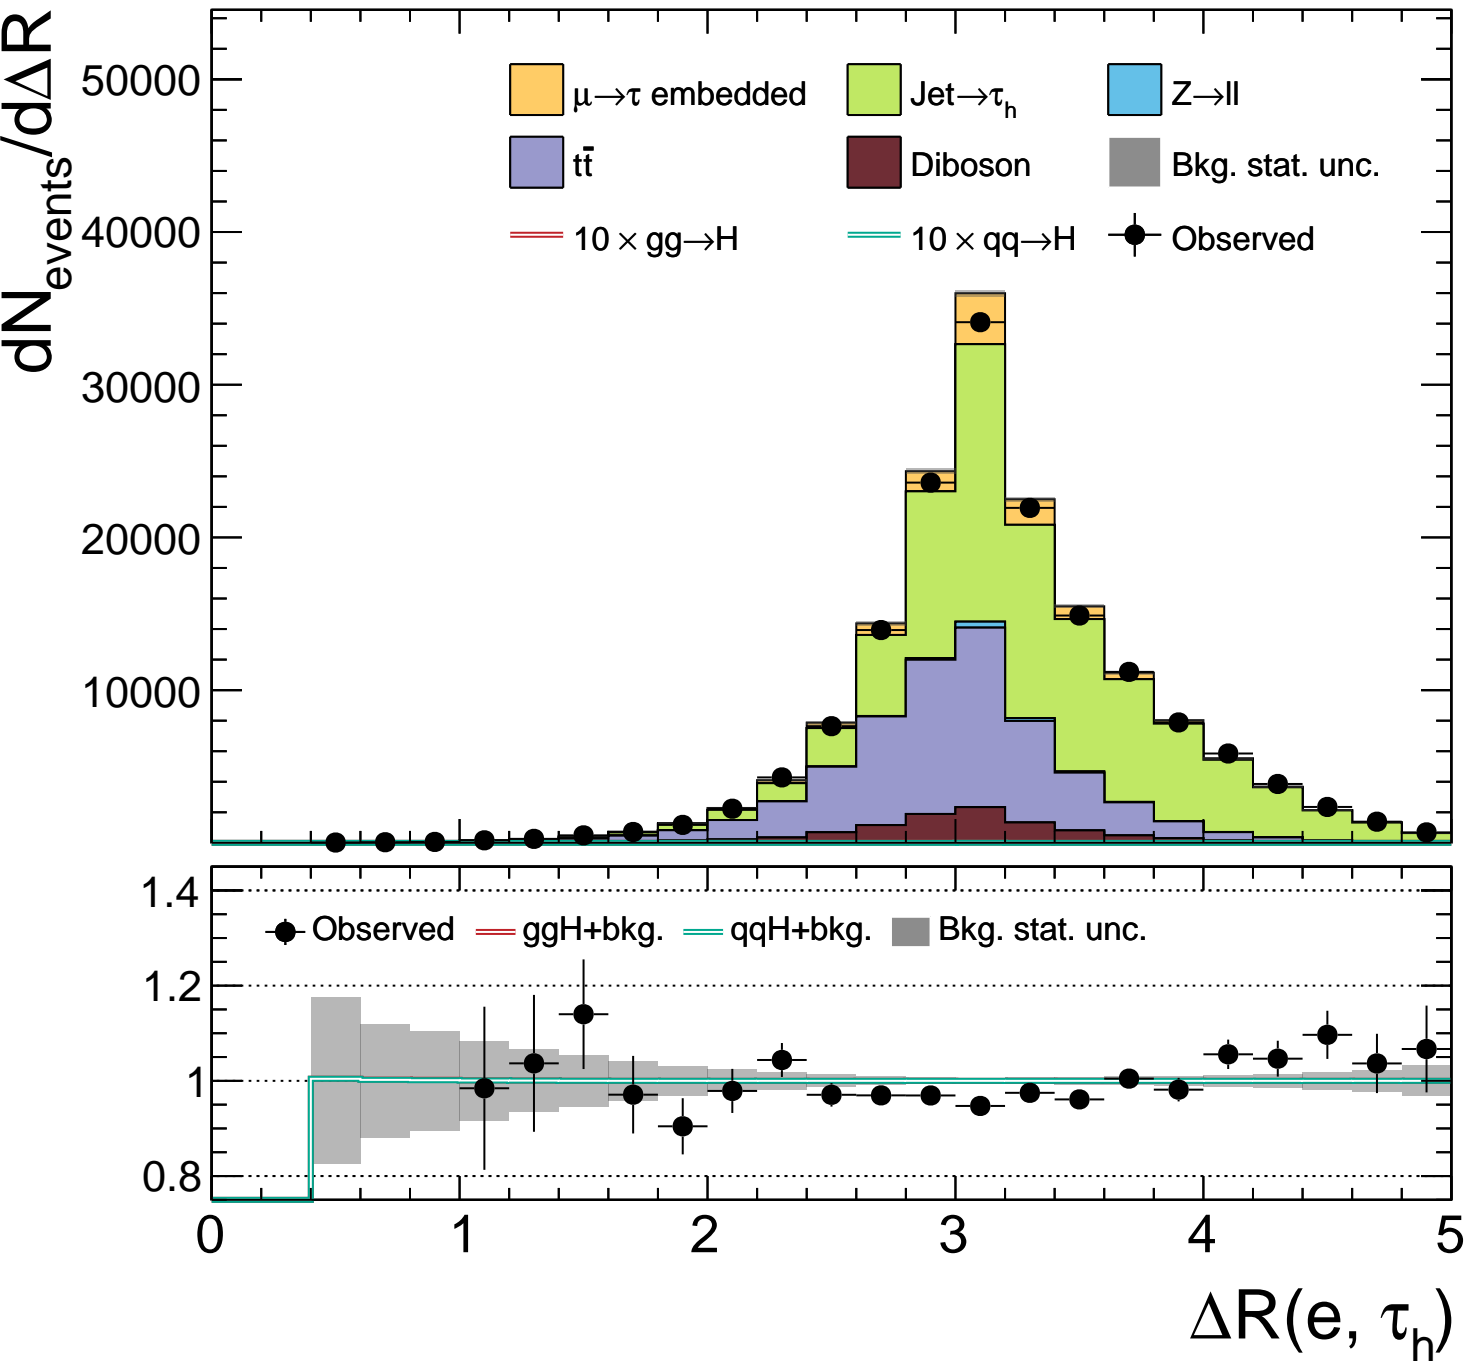 dN_events/dΔR
50000
40000
30000
20000
10000
μ→τ embedded
Jet→τ_h
Z→ll
tt̄
Diboson
Bkg. stat. unc.
10 × gg→H
10 × qq→H
Observed
1.4
1.2
1
0.8
Observed
ggH+bkg.
qqH+bkg.
Bkg. stat. unc.
0 1 2 3 4 5
ΔR(e, τ_h)